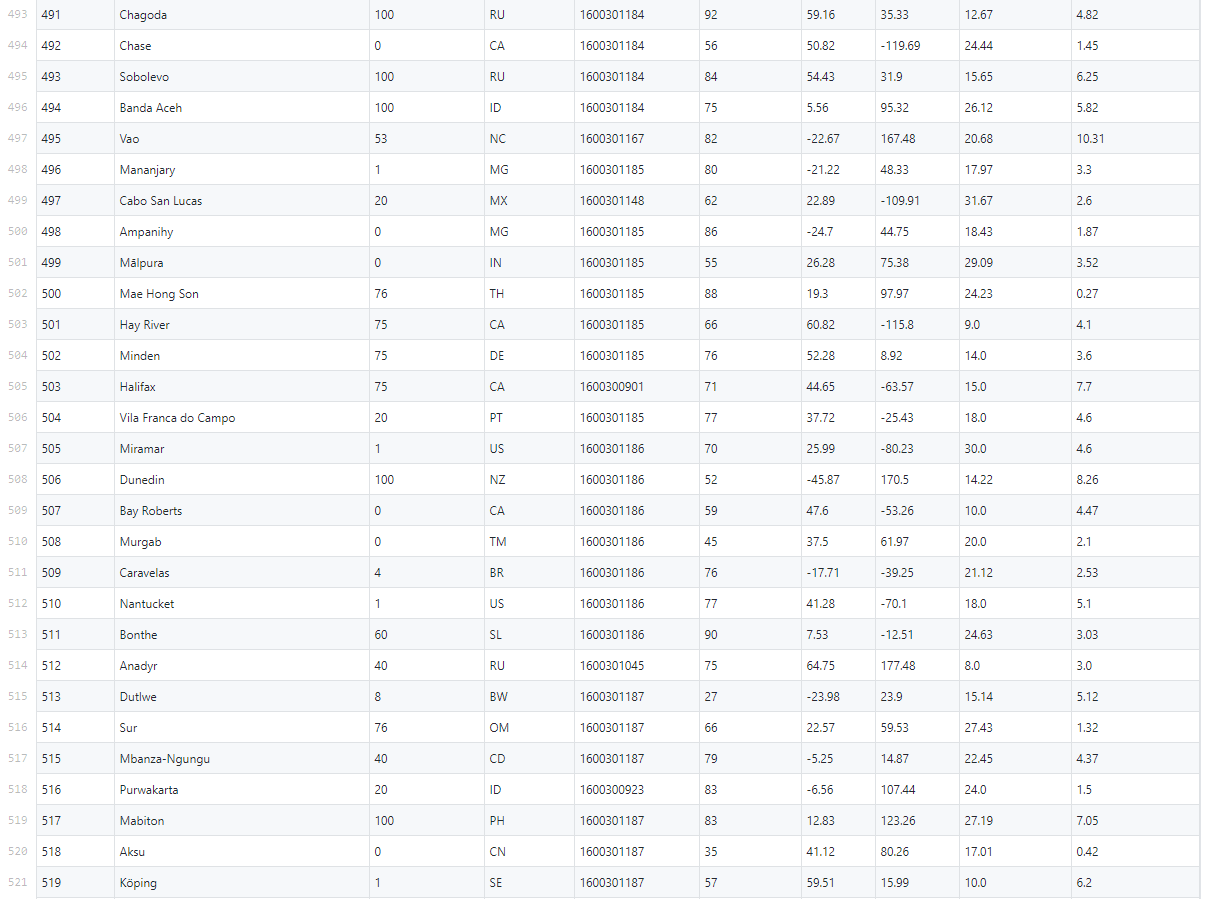 493 491 Chagoda 100 RU 1600301184 92 59.16 35.33 12.67 4.82
494 492 Chase 0 CA 1600301184 56 50.82 -119.69 24.44 1.45
495 493 Sobolevo 100 RU 1600301184 84 54.43 31.9 15.65 6.25
496 494 Banda Aceh 100 ID 1600301184 75 5.56 95.32 26.12 5.82
497 495 Vao 53 NC 1600301167 82 -22.67 167.48 20.68 10.31
498 496 Mananjary 1 MG 1600301185 80 -21.22 48.33 17.97 3.3
499 497 Cabo San Lucas 20 MX 1600301148 62 22.89 -109.91 31.67 2.6
500 498 Ampanihy 0 MG 1600301185 86 -24.7 44.75 18.43 1.87
501 499 Mālpura 0 IN 1600301185 55 26.28 75.38 29.09 3.52
502 500 Mae Hong Son 76 TH 1600301185 88 19.3 97.97 24.23 0.27
503 501 Hay River 75 CA 1600301185 66 60.82 -115.8 9.0 4.1
504 502 Minden 75 DE 1600301185 76 52.28 8.92 14.0 3.6
505 503 Halifax 75 CA 1600300901 71 44.65 -63.57 15.0 7.7
506 504 Vila Franca do Campo 20 PT 1600301185 77 37.72 -25.43 18.0 4.6
507 505 Miramar 1 US 1600301186 70 25.99 -80.23 30.0 4.6
508 506 Dunedin 100 NZ 1600301186 52 -45.87 170.5 14.22 8.26
509 507 Bay Roberts 0 CA 1600301186 59 47.6 -53.26 10.0 4.47
510 508 Murgab 0 TM 1600301186 45 37.5 61.97 20.0 2.1
511 509 Caravelas 4 BR 1600301186 76 -17.71 -39.25 21.12 2.53
512 510 Nantucket 1 US 1600301186 77 41.28 -70.1 18.0 5.1
513 511 Bonthe 60 SL 1600301186 90 7.53 -12.51 24.63 3.03
514 512 Anadyr 40 RU 1600301045 75 64.75 177.48 8.0 3.0
515 513 Dutlwe 8 BW 1600301187 27 -23.98 23.9 15.14 5.12
516 514 Sur 76 OM 1600301187 66 22.57 59.53 27.43 1.32
517 515 Mbanza-Ngungu 40 CD 1600301187 79 -5.25 14.87 22.45 4.37
518 516 Purwakarta 20 ID 1600300923 83 -6.56 107.44 24.0 1.5
519 517 Mabiton 100 PH 1600301187 83 12.83 123.26 27.19 7.05
520 518 Aksu 0 CN 1600301187 35 41.12 80.26 17.01 0.42
521 519 Köping 1 SE 1600301187 57 59.51 15.99 10.0 6.2